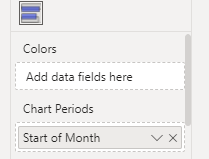 Colors
Add data fields here
Chart Periods
Start of Month